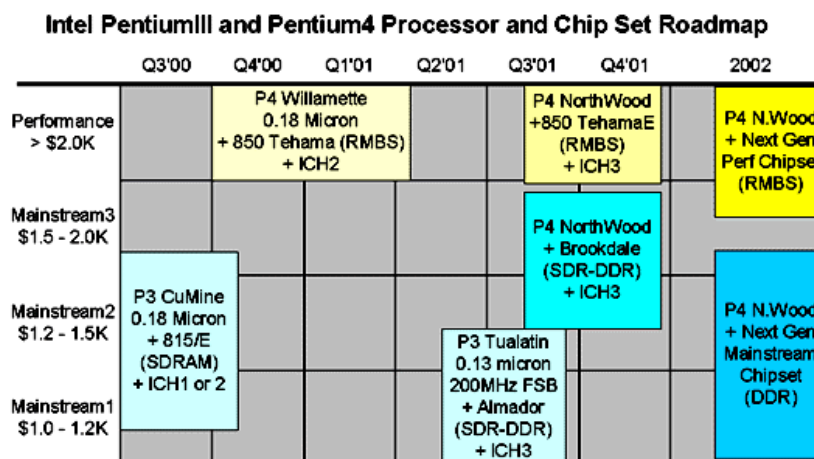 Intel PentiumIII and Pentium4 Processor and Chip Set Roadmap
Q3'00 Q4'00 Q1'01 Q2'01 Q3'01 Q4'01 2002
Performance
> $2.0K
Mainstream3
$1.5 - 2.0K
Mainstream2
$1.2 - 1.5K
Mainstream1
$1.0 - 1.2K
P3 CuMine
0.18 Micron
+ 815/E
(SDRAM)
+ ICH1 or 2
P4 Willamette
0.18 Micron
+ 850 Tehama (RMBS)
+ ICH2
P3 Tualatin
0.13 micron
200MHz FSB
+ Almador
(SDR-DDR)
+ ICH3
P4 NorthWood
+850 TehamaE
(RMBS)
+ ICH3
P4 NorthWood
+ Brookdale
(SDR-DDR)
+ ICH3
P4 N.Wood
+ Next Gen
Perf Chipse
(RMBS)
P4 N.Wood
+ Next Gen
Mainstream
Chipset
(DDR)